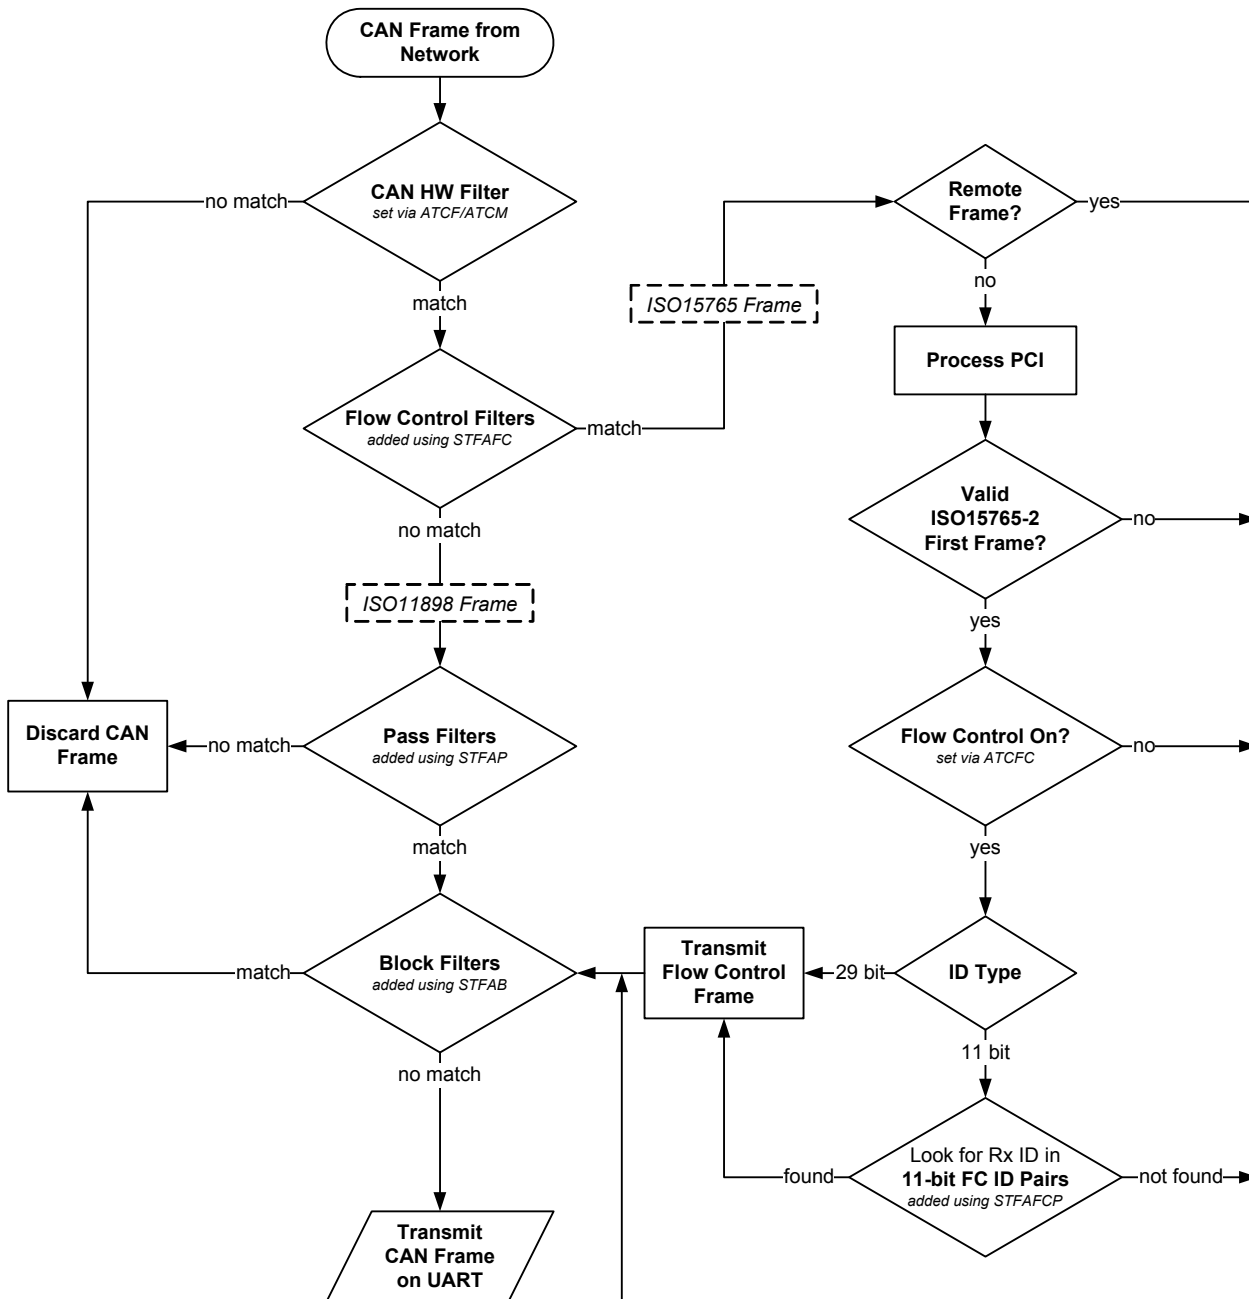 CAN Frame from
Network
CAN HW Filter
set via ATCF/ATCM
no match
match
Remote
Frame?
yes
no
ISO15765 Frame
Process PCI
Flow Control Filters
added using STFAFC
match
no match
Valid
ISO15765-2
First Frame?
no
yes
ISO11898 Frame
Discard CAN
Frame
no match
Pass Filters
added using STFAP
match
Flow Control On?
set via ATCFC
no
yes
match
Block Filters
added using STFAB
no match
Transmit
Flow Control
Frame
29 bit
ID Type
11 bit
found
Look for Rx ID in
11-bit FC ID Pairs
added using STFAFCP
not found
Transmit
CAN Frame
on UART